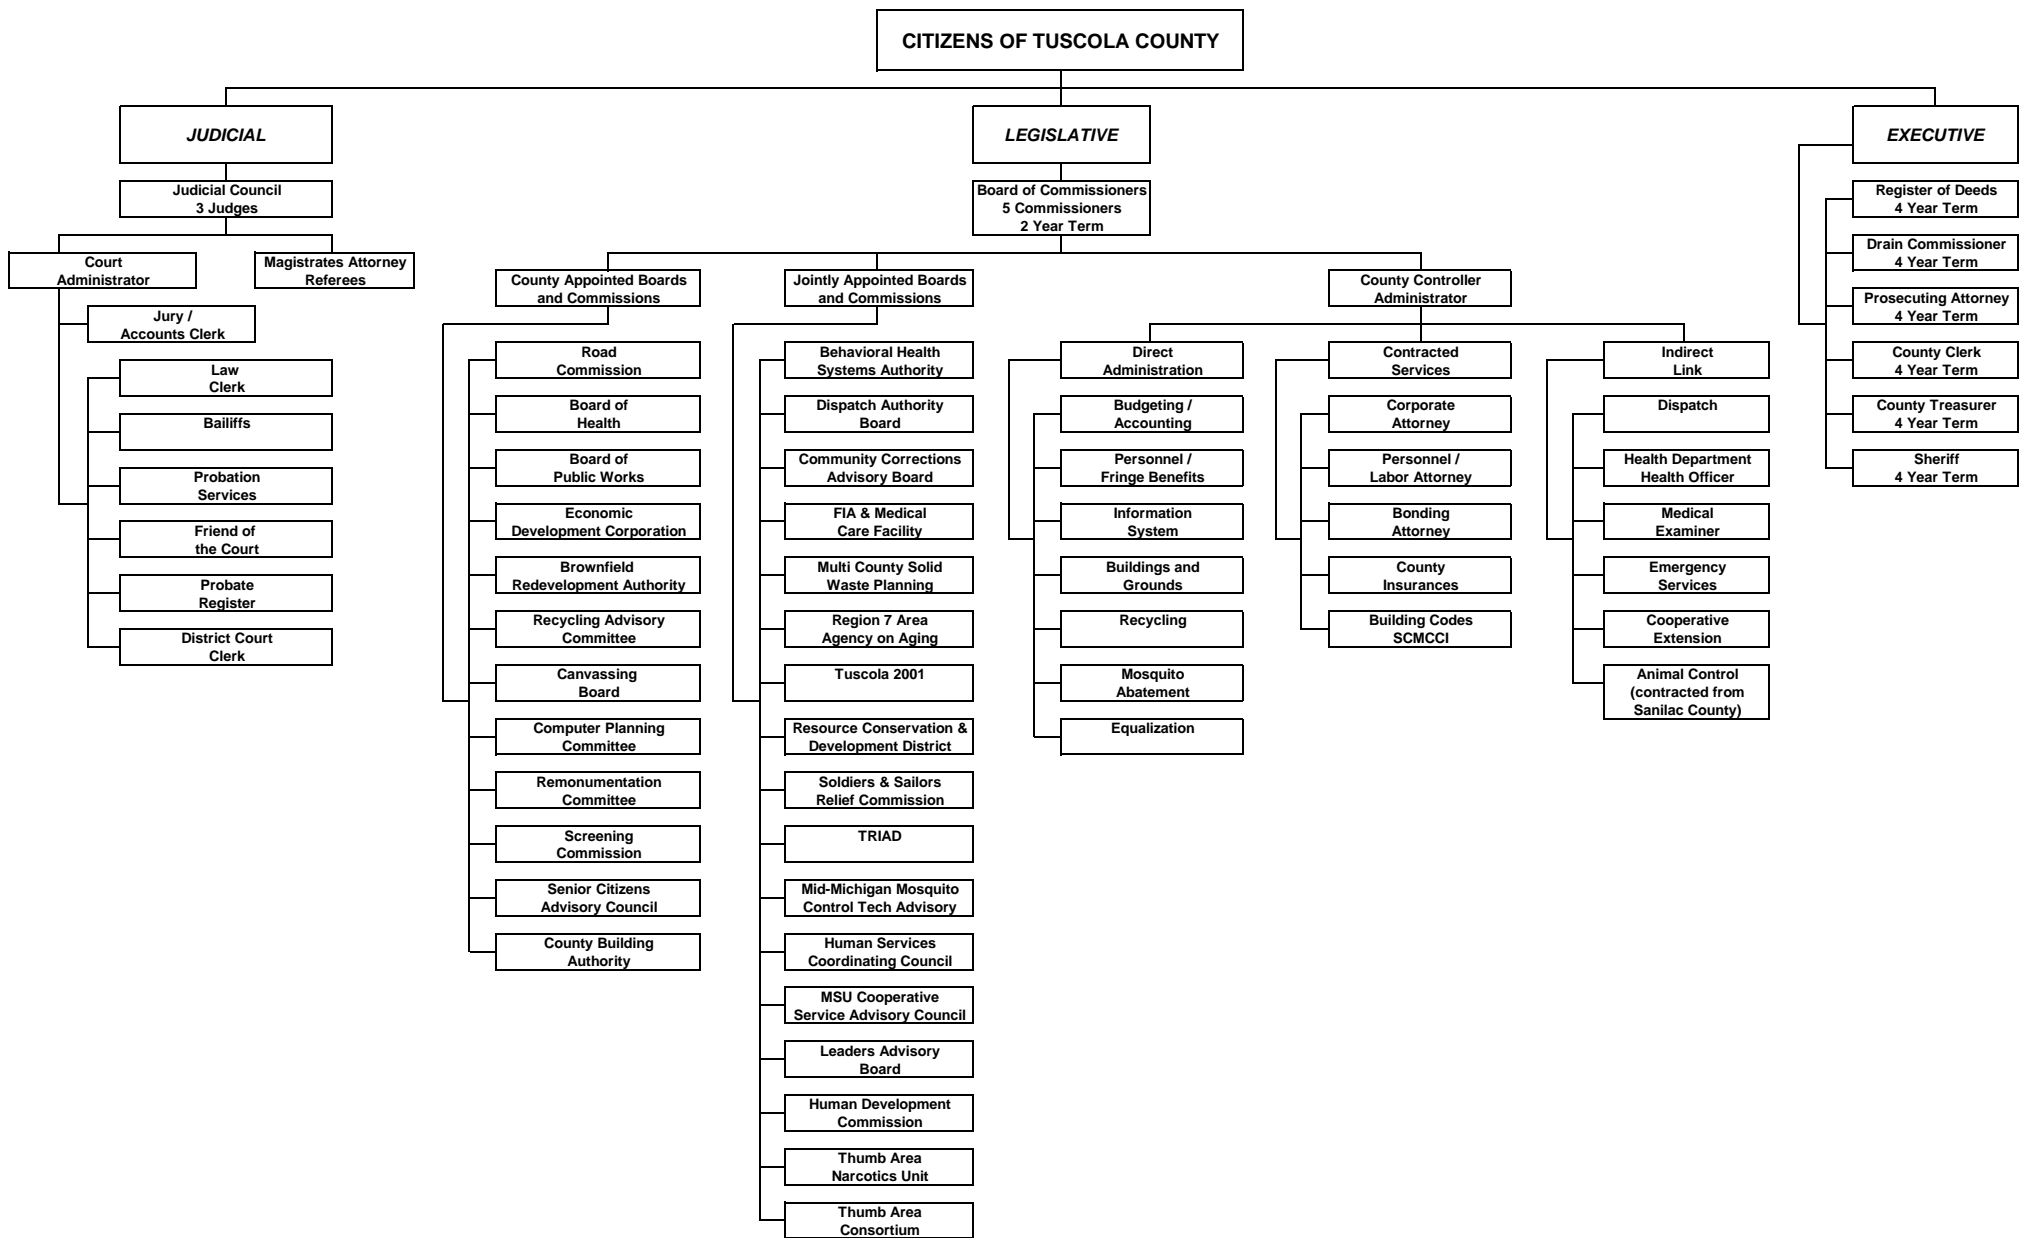 CITIZENS OF TUSCOLA COUNTY
JUDICIAL
LEGISLATIVE
EXECUTIVE
Judicial Council
3 Judges
Court
Administrator
Magistrates Attorney
Referees
Jury /
Accounts Clerk
Law
Clerk
Bailiffs
Probation
Services
Friend of
the Court
Probate
Register
District Court
Clerk
Board of Commissioners
5 Commissioners
2 Year Term
County Appointed Boards
and Commissions
Road
Commission
Board of
Health
Board of
Public Works
Economic
Development Corporation
Brownfield
Redevelopment Authority
Recycling Advisory
Committee
Canvassing
Board
Computer Planning
Committee
Remonumentation
Committee
Screening
Commission
Senior Citizens
Advisory Council
County Building
Authority
Jointly Appointed Boards
and Commissions
Behavioral Health
Systems Authority
Dispatch Authority
Board
Community Corrections
Advisory Board
FIA & Medical
Care Facility
Multi County Solid
Waste Planning
Region 7 Area
Agency on Aging
Tuscola 2001
Resource Conservation &
Development District
Soldiers & Sailors
Relief Commission
TRIAD
Mid-Michigan Mosquito
Control Tech Advisory
Human Services
Coordinating Council
MSU Cooperative
Service Advisory Council
Leaders Advisory
Board
Human Development
Commission
Thumb Area
Narcotics Unit
Thumb Area
Consortium
County Controller
Administrator
Direct
Administration
Budgeting /
Accounting
Personnel /
Fringe Benefits
Information
System
Buildings and
Grounds
Recycling
Mosquito
Abatement
Equalization
Contracted
Services
Corporate
Attorney
Personnel /
Labor Attorney
Bonding
Attorney
County
Insurances
Building Codes
SCMCCI
Indirect
Link
Dispatch
Health Department
Health Officer
Medical
Examiner
Emergency
Services
Cooperative
Extension
Animal Control
(contracted from
Sanilac County)
Register of Deeds
4 Year Term
Drain Commissioner
4 Year Term
Prosecuting Attorney
4 Year Term
County Clerk
4 Year Term
County Treasurer
4 Year Term
Sheriff
4 Year Term